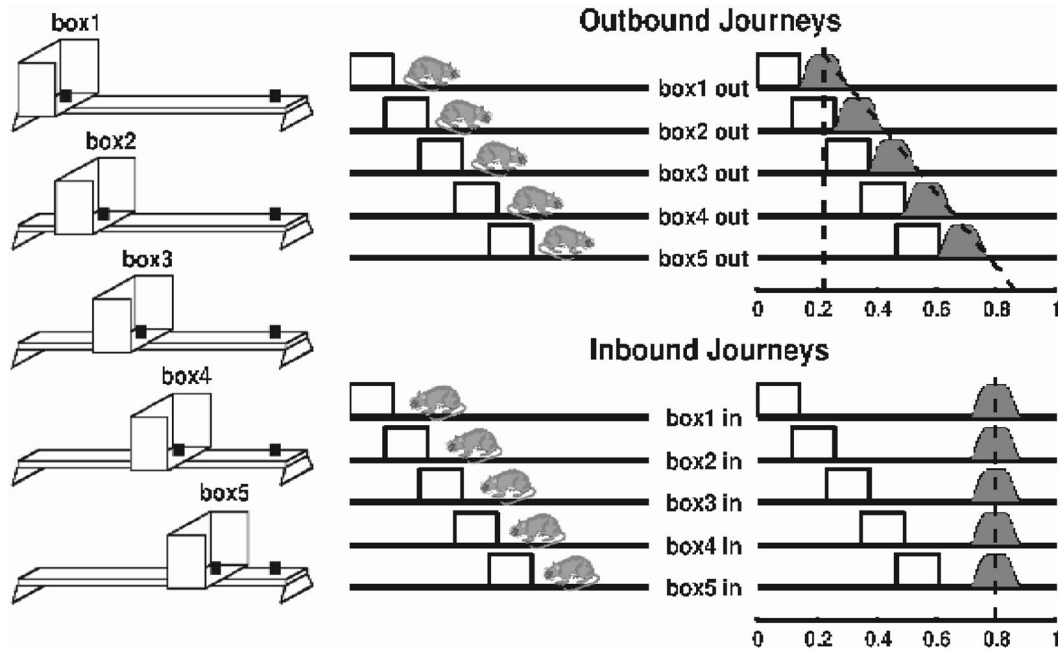 box1
box2
box3
box4
box5
Outbound Journeys
box1 out
box2 out
box3 out
box4 out
box5 out
0 0.2 0.4 0.6 0.8 1
Inbound Journeys
box1 in
box2 in
box3 in
box4 in
box5 in
0 0.2 0.4 0.6 0.8 1